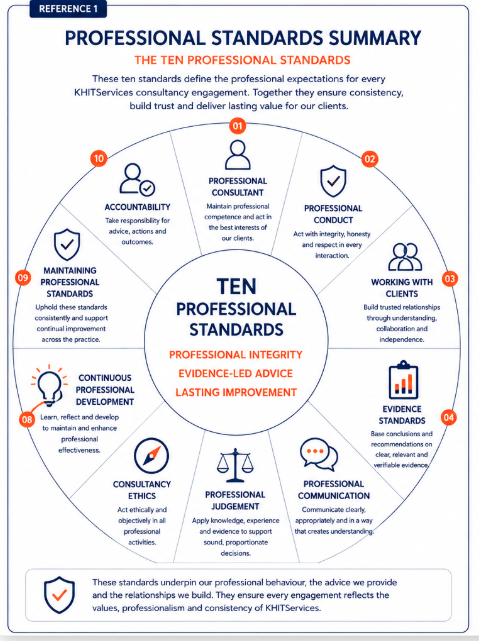 REFERENCE 1
PROFESSIONAL STANDARDS SUMMARY
THE TEN PROFESSIONAL STANDARDS
These ten standards define the professional expectations for every
KHITServices consultancy engagement. Together they ensure consistency,
build trust and deliver lasting value for our clients.
01
PROFESSIONAL
CONSULTANT
Maintain professional
competence and act in
the best interests of
our clients.
02
PROFESSIONAL
CONDUCT
Act with integrity, honesty
and respect in every
interaction.
03
WORKING WITH
CLIENTS
Build trusted relationships
through understanding,
collaboration and
independence.
04
EVIDENCE
STANDARDS
Base conclusions and
recommendations on
clear, relevant and
verifiable evidence.
PROFESSIONAL
COMMUNICATION
Communicate clearly,
appropriately and in a way
that creates understanding.
PROFESSIONAL
JUDGEMENT
Apply knowledge, experience
and evidence to support
sound, proportionate
decisions.
CONSULTANCY
ETHICS
Act ethically and
objectively in all
professional
activities.
08
CONTINUOUS
PROFESSIONAL
DEVELOPMENT
Learn, reflect and develop
to maintain and enhance
professional
effectiveness.
09
MAINTAINING
PROFESSIONAL
STANDARDS
Uphold these standards
consistently and support
continual improvement
across the practice.
10
ACCOUNTABILITY
Take responsibility for
advice, actions and
outcomes.
TEN
PROFESSIONAL
STANDARDS
PROFESSIONAL INTEGRITY
EVIDENCE-LED ADVICE
LASTING IMPROVEMENT
These standards underpin our professional behaviour, the advice we provide
and the relationships we build. They ensure every engagement reflects the
values, professionalism and consistency of KHITServices.